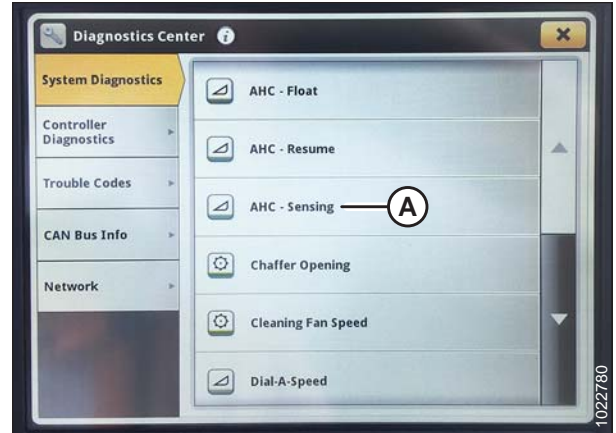 Diagnostics Center
System Diagnostics
Controller
Diagnostics
Trouble Codes
CAN Bus Info
Network
AHC - Float
AHC - Resume
AHC - Sensing
A
Chaffer Opening
Cleaning Fan Speed
Dial-A-Speed
1022780